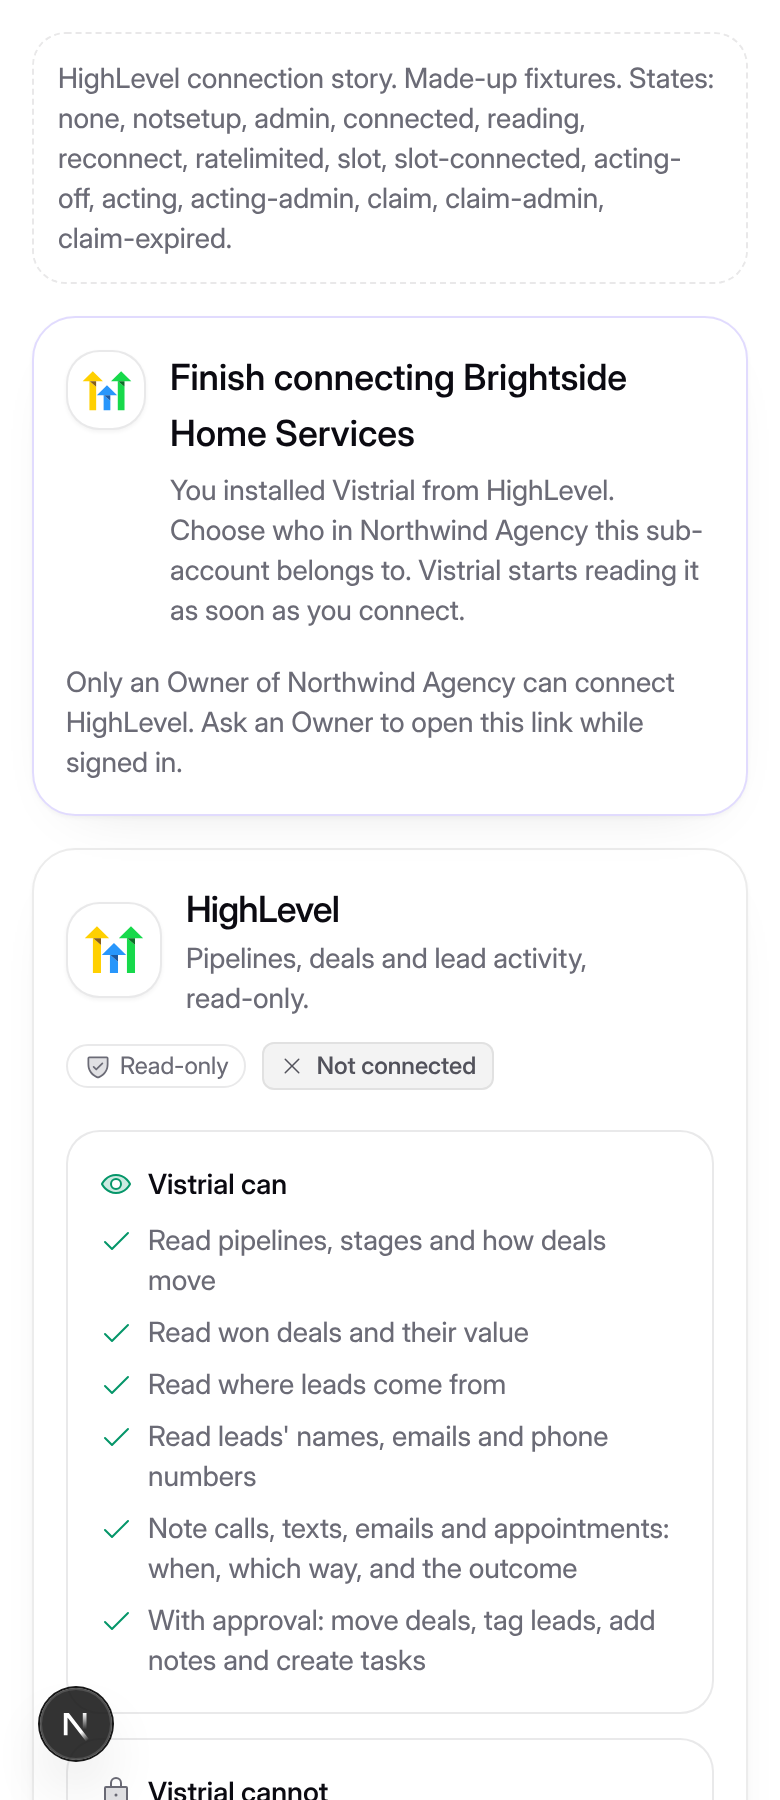 HighLevel connection story. Made-up fixtures. States:
none, notsetup, admin, connected, reading,
reconnect, ratelimited, slot, slot-connected, acting-
off, acting, acting-admin, claim, claim-admin,
claim-expired.
Finish connecting Brightside
Home Services
You installed Vistrial from HighLevel.
Choose who in Northwind Agency this sub-
account belongs to. Vistrial starts reading it
as soon as you connect.
Only an Owner of Northwind Agency can connect
HighLevel. Ask an Owner to open this link while
signed in.
HighLevel
Pipelines, deals and lead activity,
read-only.
Read-only
Not connected
Vistrial can
Read pipelines, stages and how deals
move
Read won deals and their value
Read where leads come from
Read leads' names, emails and phone
numbers
Note calls, texts, emails and appointments:
when, which way, and the outcome
With approval: move deals, tag leads, add
notes and create tasks
N
Vistrial cannot